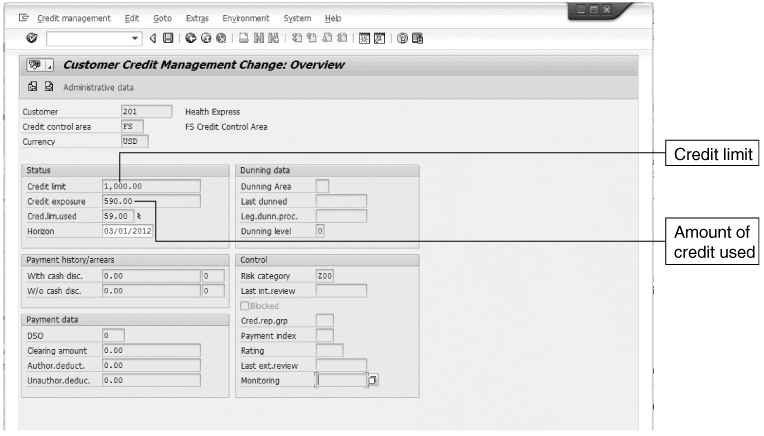 Credit management Edit Goto Extras Environment System Help
Customer Credit Management Change: Overview
Administrative data
Customer 201 Health Express
Credit control area FS FS Credit Control Area
Currency USD
Status
Credit limit 1,000.00
Credit exposure 590.00
Cred.lim.used 59.00 %
Horizon 03/01/2012
Dunning data
Dunning Area
Last dunned
Leg.dunn.proc.
Dunning level 0
Payment history/arrears
With cash disc. 0.00 0
W/o cash disc. 0.00 0
Control
Risk category Z00
Last int.review
Blocked
Cred.rep.grp
Payment index
Rating
Last ext.review
Monitoring
Payment data
DSO 0
Clearing amount 0.00
Author.deduct. 0.00
Unauthor.deduc. 0.00
Credit limit
Amount of
credit used